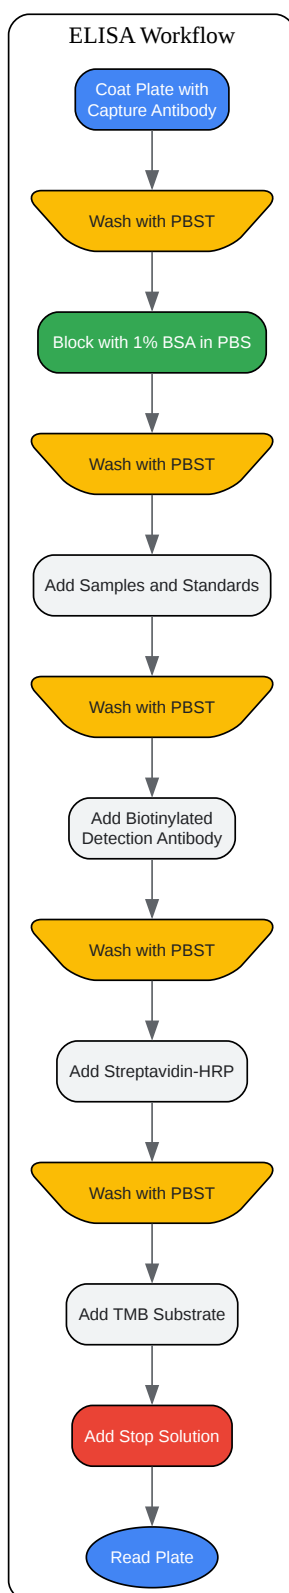 ELISA Workflow
Coat Plate with
Capture Antibody
Wash with PBST
Block with 1% BSA in PBS
Wash with PBST
Add Samples and Standards
Wash with PBST
Add Biotinylated
Detection Antibody
Wash with PBST
Add Streptavidin-HRP
Wash with PBST
Add TMB Substrate
Add Stop Solution
Read Plate